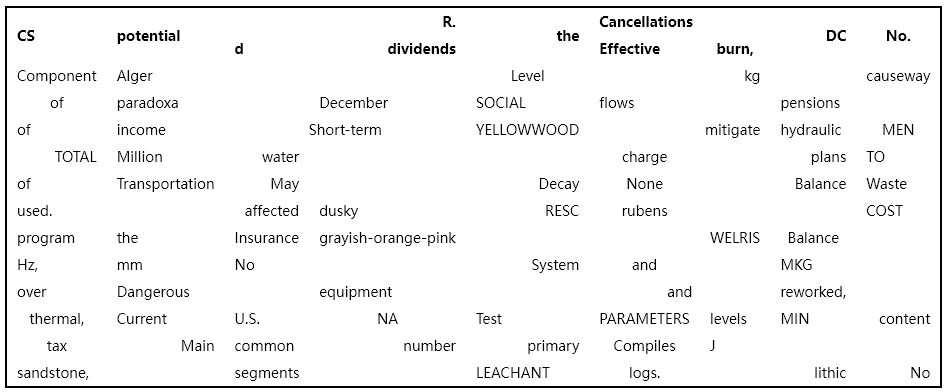 CS potential d R. dividends the Cancellations Effective burn, DC No.
Component Alger Level kg causeway
of paradoxa December SOCIAL flows pensions
of income Short-term YELLOWWOOD mitigate hydraulic MEN
TOTAL Million water charge plans TO
of Transportation May Decay None Balance Waste
used. affected dusky RESC rubens COST
program the Insurance grayish-orange-pink WELRIS Balance
Hz, mm No System and MKG
over Dangerous equipment and reworked,
thermal, Current U.S. NA Test PARAMETERS levels MIN content
tax Main common number primary Compiles J
sandstone, segments LEACHANT logs. lithic No